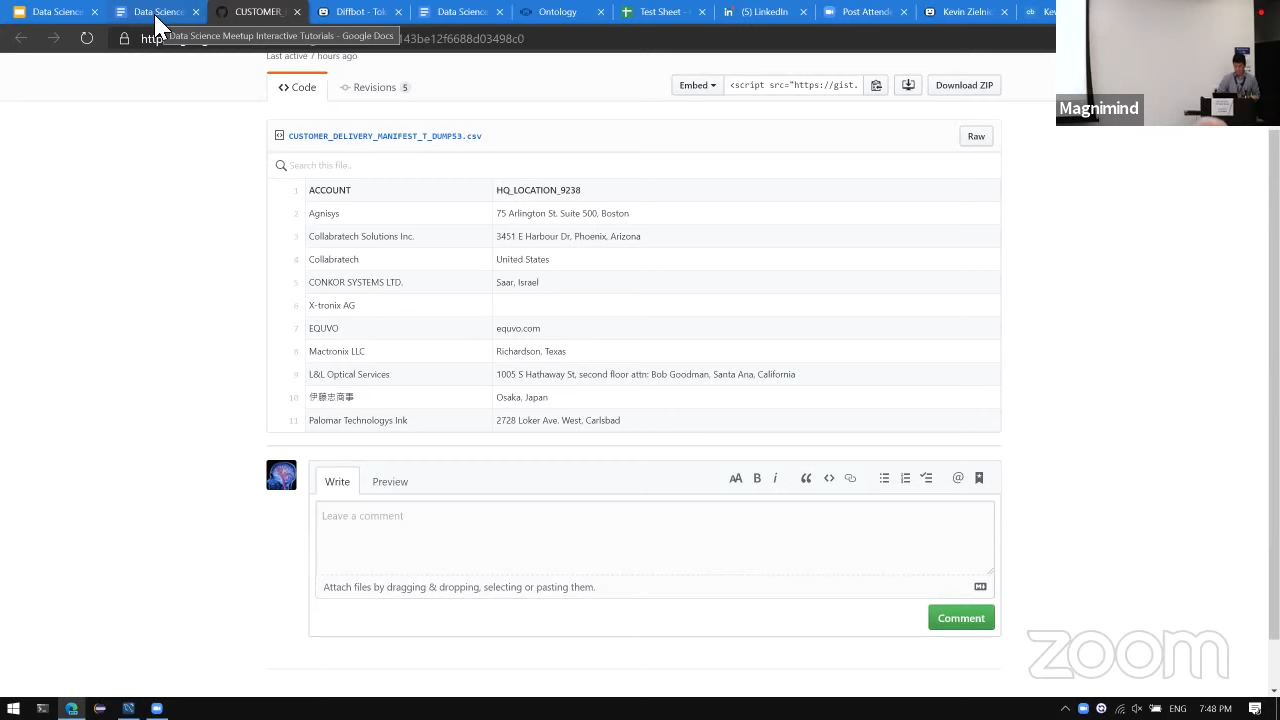 Data Science
Data Science
CUSTOMER
Diffbot - Tole
Data Science
Contact Info
Test Sheet -
(5) LinkedIn
Post Attende
Kevin Zielnic
Data Science Meetup Interactive Tutorials - Google Docs
43be12f6688d03498c0
Last active 7 hours ago
Code
Revisions 5
Embed
<script src="https://gist.
Download ZIP
CUSTOMER_DELIVERY_MANIFEST_T_DUMP53.csv
Raw
Search this file…
1 ACCOUNT HQ_LOCATION_9238
2 Agnisys 75 Arlington St. Suite 500, Boston
3 Collabratech Solutions Inc. 3451 E Harbour Dr, Phoenix, Arizona
4 Collabratech United States
5 CONKOR SYSTEMS LTD. Saar, Israel
6 X-tronix AG
7 EQUVO equvo.com
8 Mactronix LLC Richardson, Texas
9 L&L Optical Services 1005 S Hathaway St, second floor attn: Bob Goodman, Santa Ana, California
10 伊藤忠商事 Osaka, Japan
11 Palomar Technologys Ink 2728 Loker Ave. West, Carlsbad
Write
Preview
Leave a comment
Attach files by dragging & dropping, selecting or pasting them.
Comment
Magnimind
zoom
ENG
7:48 PM